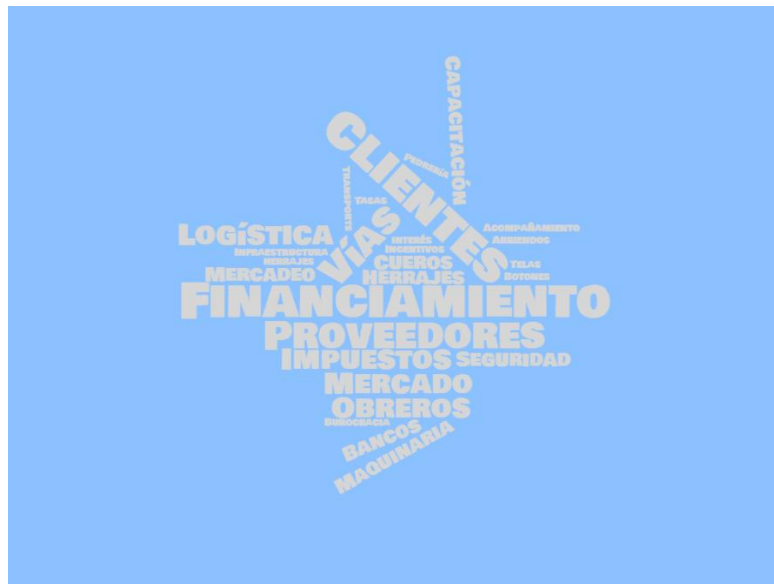 CAPACITACIÓN
CLIENTES
PEDRERÍA
TRANSPORTE
TASAS
VÍAS
LOGÍSTICA
ACOMPAÑAMIENTO
INTERÉS
ARRIENDOS
INFRAESTRUCTURA
INCENTIVOS
HERRAJES
CUEROS
TELAS
MERCADEO
HERRAJES
BOTONES
FINANCIAMIENTO
PROVEEDORES
IMPUESTOS
SEGURIDAD
MERCADO
OBREROS
BUROCRACIA
BANCOS
MAQUINARIA